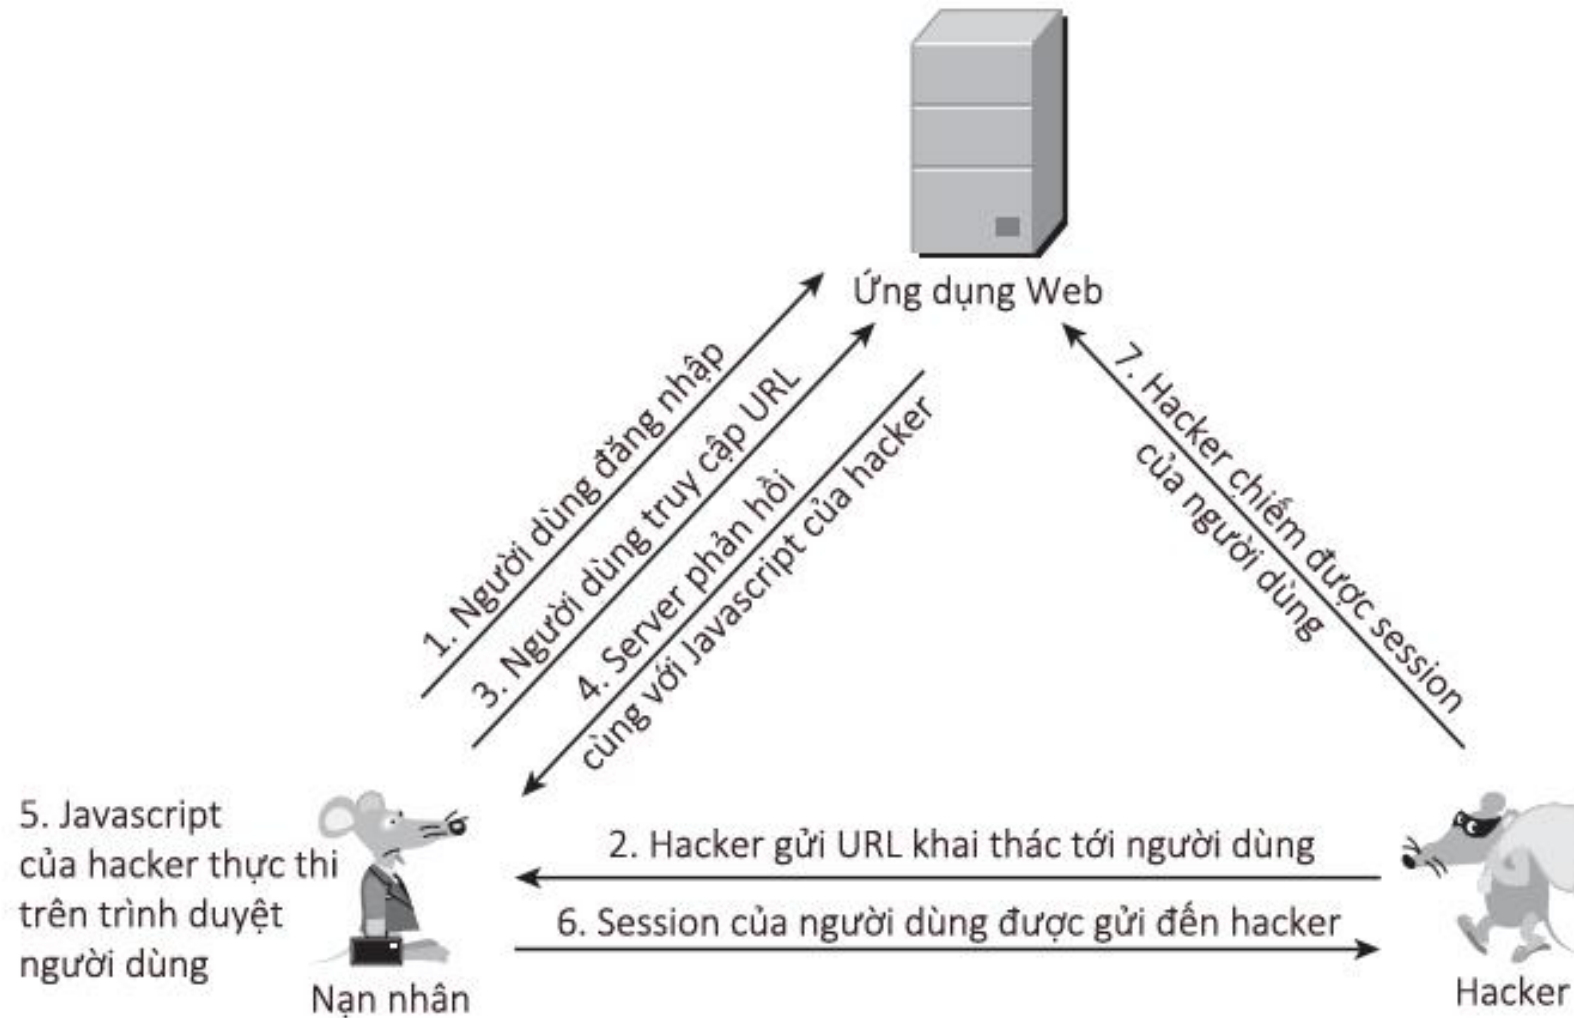 Ứng dụng Web
1. Người dùng đăng nhập
3. Người dùng truy cập URL
4. Server phản hồi
cùng với Javascript của hacker
7. Hacker chiếm được session
của người dùng
5. Javascript
của hacker thực thi
trên trình duyệt
người dùng
2. Hacker gửi URL khai thác tới người dùng
6. Session của người dùng được gửi đến hacker
Nạn nhân
Hacker